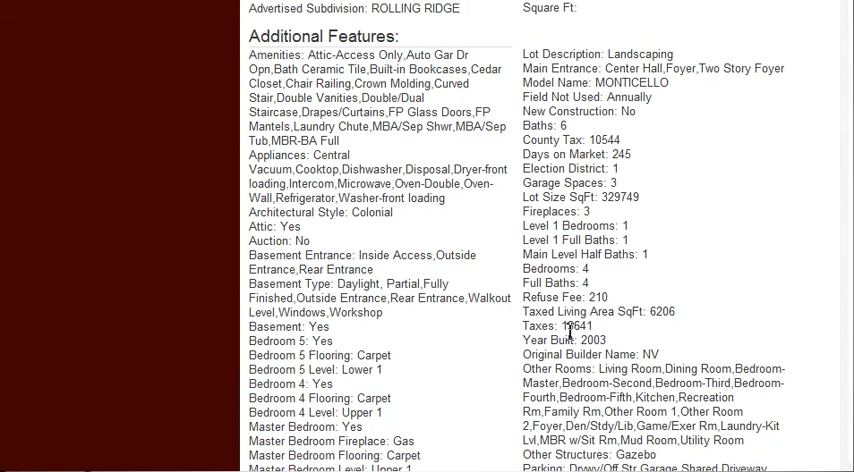 Advertised Subdivision: ROLLING RIDGE
Square Ft:
Additional Features:
Amenities: Attic-Access Only,Auto Gar Dr
Opn,Bath Ceramic Tile,Built-in Bookcases,Cedar
Closet,Chair Railing,Crown Molding,Curved
Stair,Double Vanities,Double/Dual
Staircase,Drapes/Curtains,FP Glass Doors,FP
Mantels,Laundry Chute,MBA/Sep Shwr,MBA/Sep
Tub,MBR-BA Full
Appliances: Central
Vacuum,Cooktop,Dishwasher,Disposal,Dryer-front
loading,Intercom,Microwave,Oven-Double,Oven-
Wall,Refrigerator,Washer-front loading
Architectural Style: Colonial
Attic: Yes
Auction: No
Basement Entrance: Inside Access,Outside
Entrance,Rear Entrance
Basement Type: Daylight, Partial,Fully
Finished,Outside Entrance,Rear Entrance,Walkout
Level,Windows,Workshop
Basement: Yes
Bedroom 5: Yes
Bedroom 5 Flooring: Carpet
Bedroom 5 Level: Lower 1
Bedroom 4: Yes
Bedroom 4 Flooring: Carpet
Bedroom 4 Level: Upper 1
Master Bedroom: Yes
Master Bedroom Fireplace: Gas
Master Bedroom Flooring: Carpet
Master Bedroom Level: Upper 1
Lot Description: Landscaping
Main Entrance: Center Hall,Foyer,Two Story Foyer
Model Name: MONTICELLO
Field Not Used: Annually
New Construction: No
Baths: 6
County Tax: 10544
Days on Market: 245
Election District: 1
Garage Spaces: 3
Lot Size SqFt: 329749
Fireplaces: 3
Level 1 Bedrooms: 1
Level 1 Full Baths: 1
Main Level Half Baths: 1
Bedrooms: 4
Full Baths: 4
Refuse Fee: 210
Taxed Living Area SqFt: 6206
Taxes:
Year Built: 2003
Original Builder Name: NV
Other Rooms: Living Room,Dining Room,Bedroom-
Master,Bedroom-Second,Bedroom-Third,Bedroom-
Fourth,Bedroom-Fifth,Kitchen,Recreation
Rm,Family Rm,Other Room 1,Other Room
2,Foyer,Den/Stdy/Lib,Game/Exer Rm,Laundry-Kit
Lvl,MBR w/Sit Rm,Mud Room,Utility Room
Other Structures: Gazebo
Parking: Drvwy/Off Str,Garage,Shared Driveway